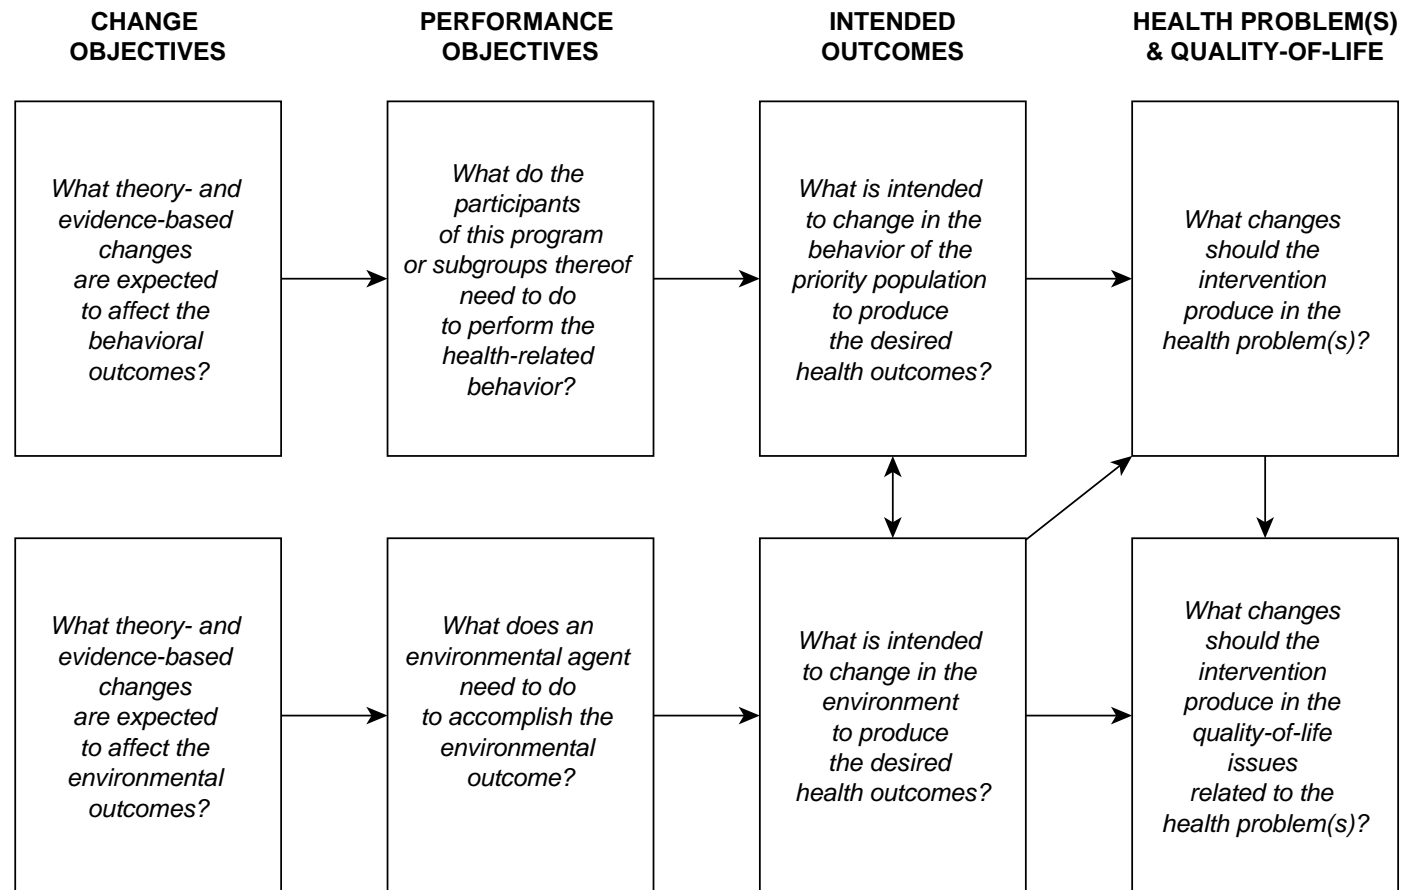 CHANGE
OBJECTIVES
PERFORMANCE
OBJECTIVES
INTENDED
OUTCOMES
HEALTH PROBLEM(S)
& QUALITY-OF-LIFE
What theory- and
evidence-based
changes
are expected
to affect the
behavioral
outcomes?
What do the
participants
of this program
or subgroups thereof
need to do
to perform the
health-related
behavior?
What is intended
to change in the
behavior of the
priority population
to produce
the desired
health outcomes?
What changes
should the
intervention
produce in the
health problem(s)?
What theory- and
evidence-based
changes
are expected
to affect the
environmental
outcomes?
What does an
environmental agent
need to do
to accomplish the
environmental
outcome?
What is intended
to change in the
environment
to produce
the desired
health outcomes?
What changes
should the
intervention
produce in the
quality-of-life
issues
related to the
health problem(s)?